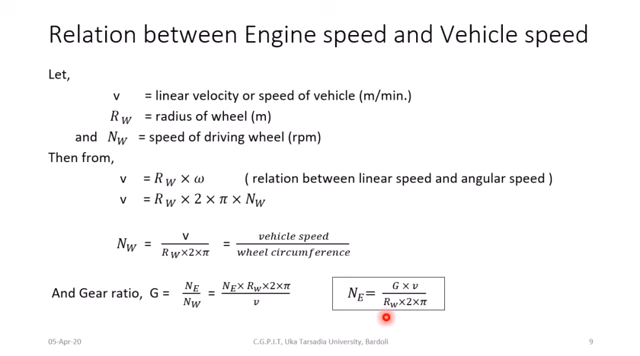 Relation between Engine speed and Vehicle speed
Let,
v = linear velocity or speed of vehicle (m/min.)
R_W = radius of wheel (m)
and N_W = speed of driving wheel (rpm)
Then from,
v = R_W × ω ( relation between linear speed and angular speed )
v = R_W × 2 × π × N_W
N_W = v / (R_W×2×π) = vehicle speed / wheel circumference
And Gear ratio, G = N_E / N_W = (N_E× R_W×2×π) / v
N_E= (G × v) / (R_W×2×π)
05-Apr-20 C.G.P.I.T, Uka Tarsadia University, Bardoli 9